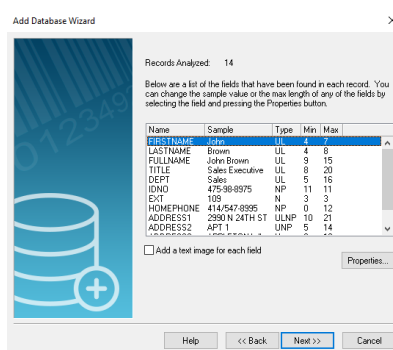 Add Database Wizard
Records Analyzed: 14
Below are a list of the fields that have been found in each record. You
can change the sample value or the max length of any of the fields by
selecting the field and pressing the Properties button.
Name Sample Type Min Max
FIRSTNAME John UL 4 7
LASTNAME Brown UL 4 8
FULLNAME John Brown UL 9 15
TITLE Sales Executive UL 8 20
DEPT Sales UL 5 16
IDNO 475-98-8975 NP 11 11
EXT 109 N 3 3
HOMEPHONE 414/547-8995 NP 0 12
ADDRESS1 2990 N 24TH ST ULNP 10 21
ADDRESS2 APT 1 UNP 5 14
Add a text image for each field
Properties...
Help << Back Next >> Cancel